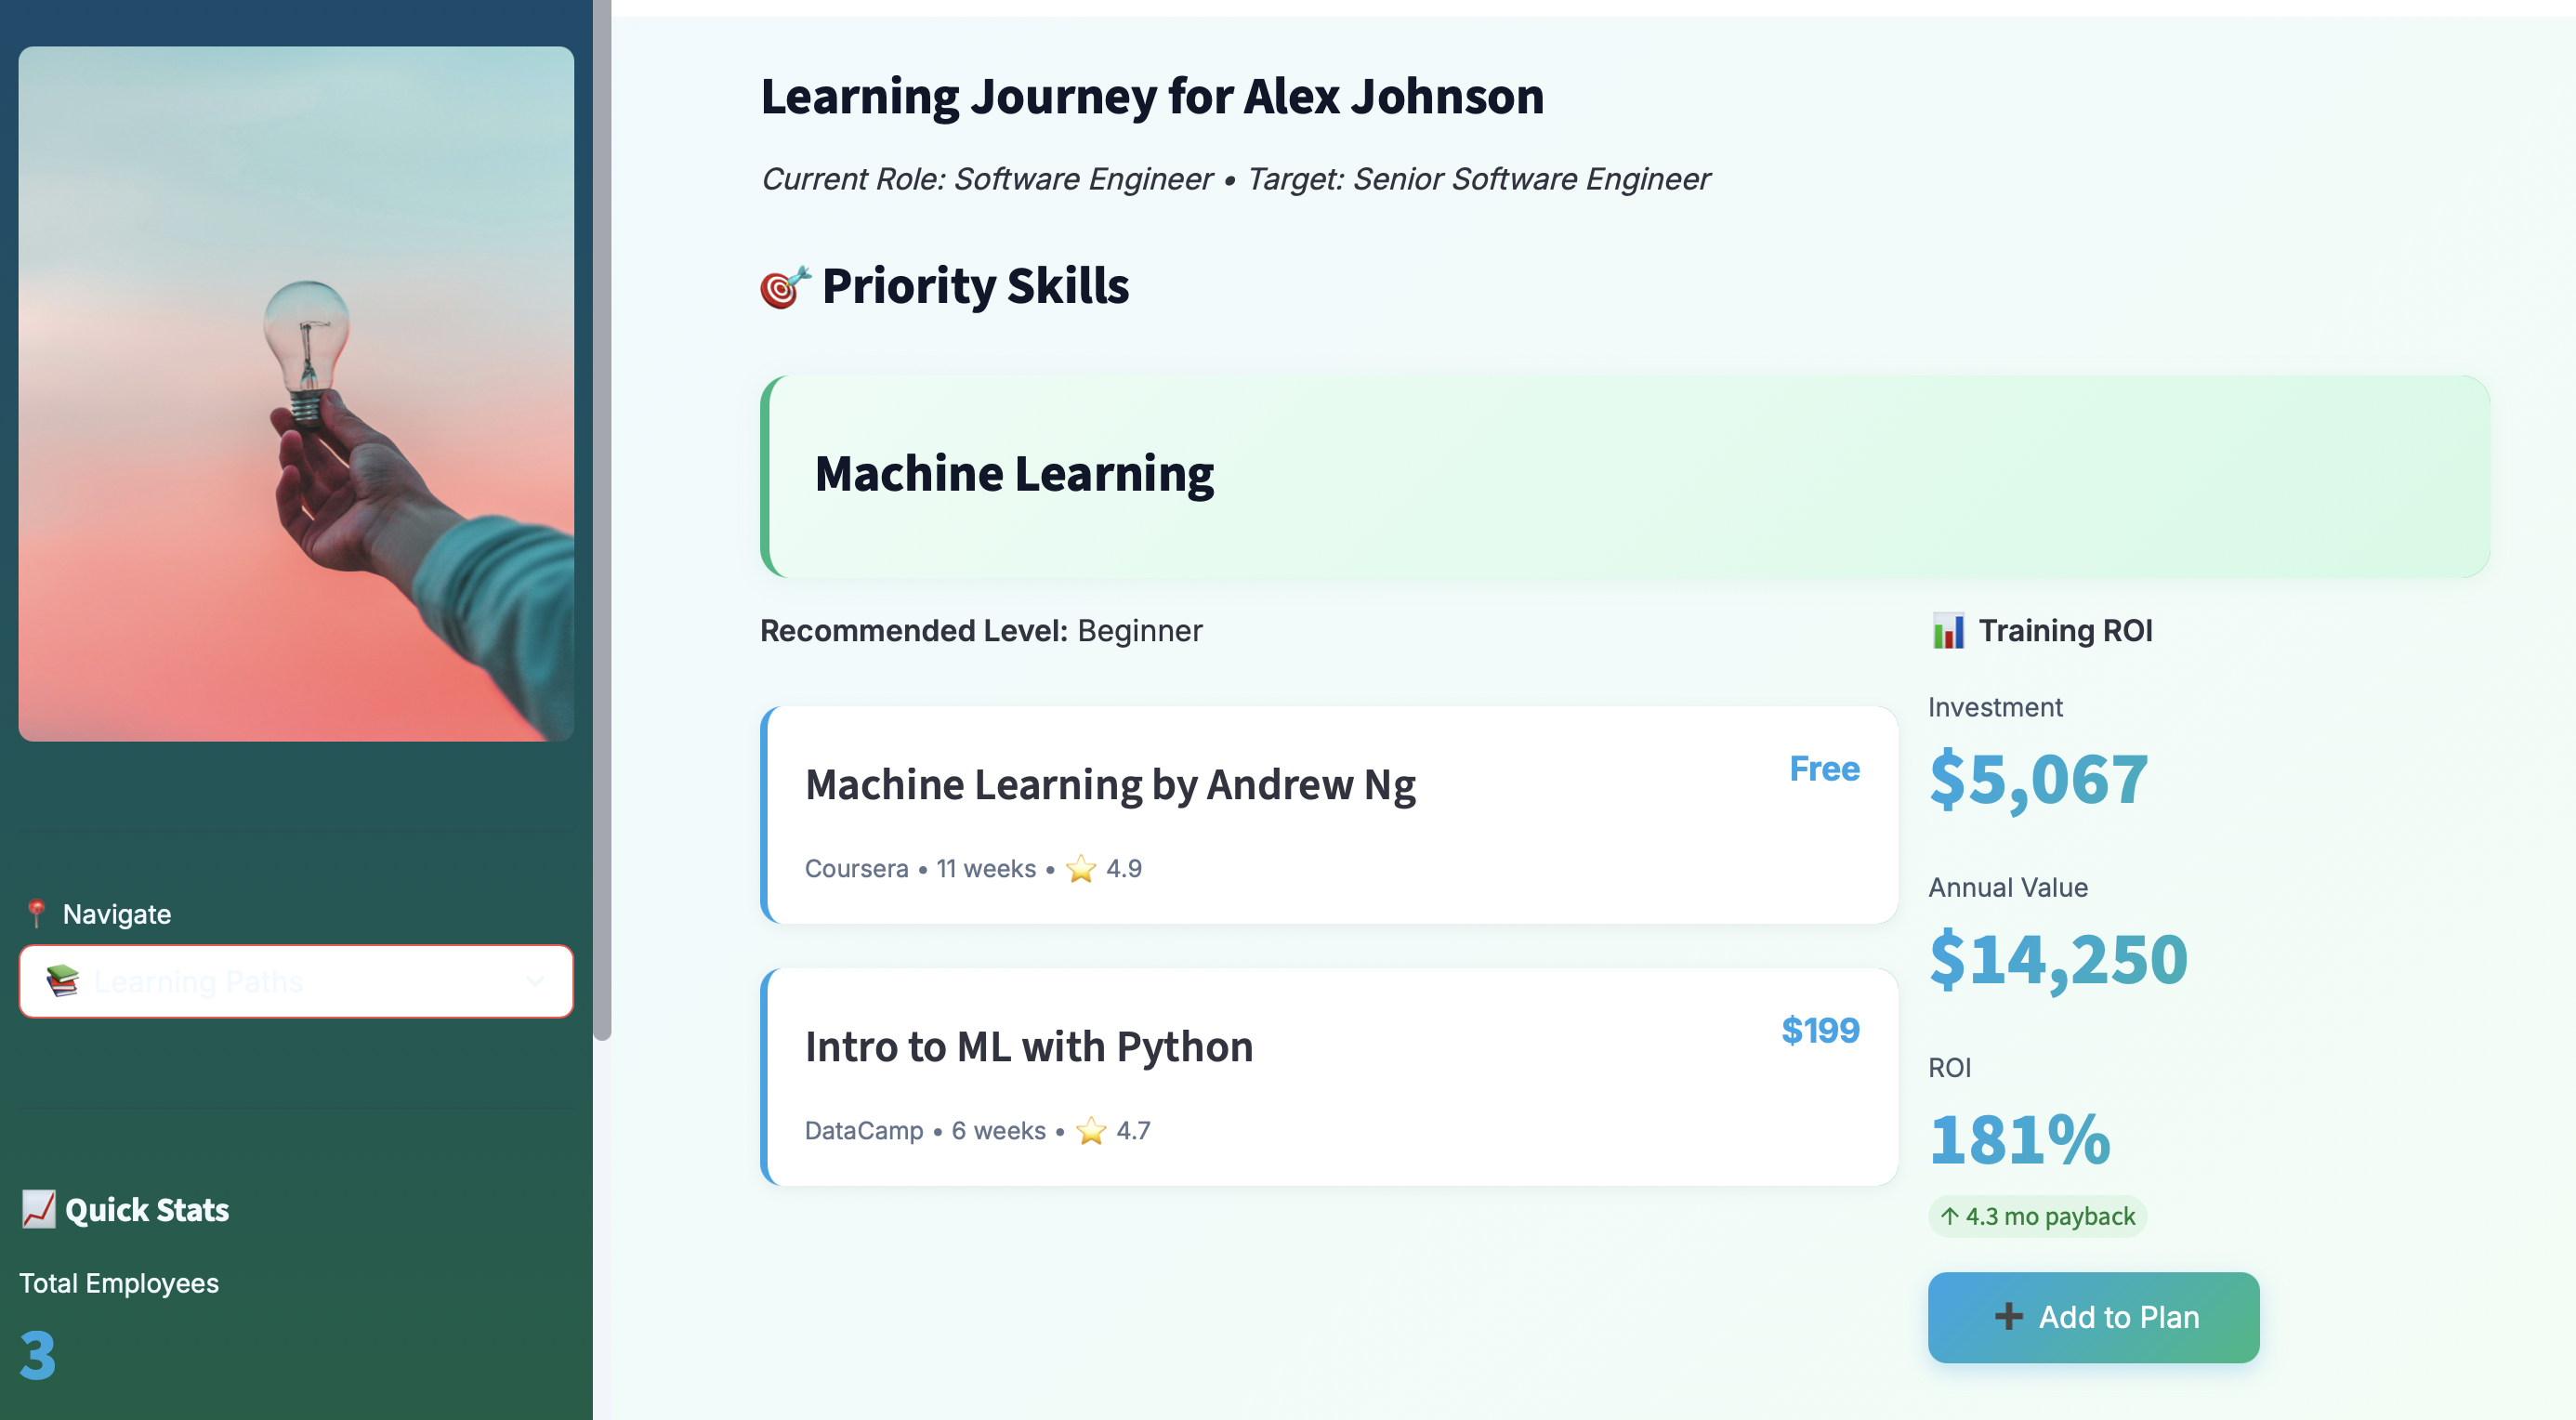 📍 Navigate
📚 Learning Paths
📈 Quick Stats
Total Employees
3
Learning Journey for Alex Johnson
Current Role: Software Engineer • Target: Senior Software Engineer
🎯 Priority Skills
Machine Learning
Recommended Level: Beginner
Machine Learning by Andrew Ng
Free
Coursera • 11 weeks • ⭐ 4.9
Intro to ML with Python
$199
DataCamp • 6 weeks • ⭐ 4.7
📊 Training ROI
Investment
$5,067
Annual Value
$14,250
ROI
181%
↑ 4.3 mo payback
➕ Add to Plan